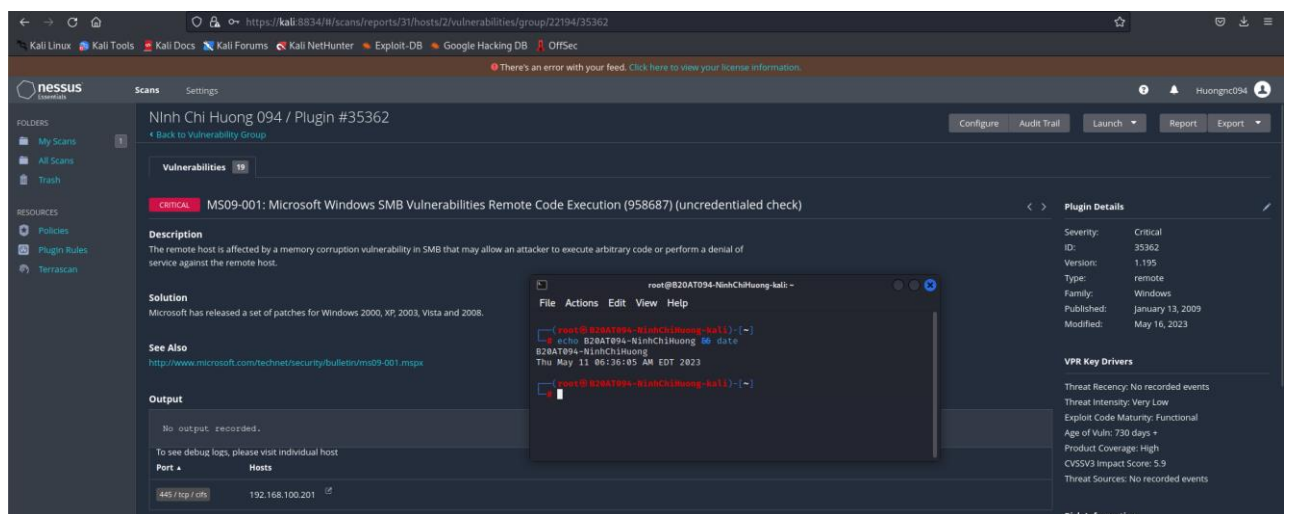 https://kali:8834/#/scans/reports/31/hosts/2/vulnerabilities/group/22194/35362
Kali Linux Kali Tools Kali Docs Kali Forums Kali NetHunter Exploit-DB Google Hacking DB OffSec
There's an error with your feed. Click here to view your license information.
nessus Essentials Scans Settings Huongnc094
FOLDERS
My Scans 1
All Scans
Trash
RESOURCES
Policies
Plugin Rules
Terrascan
NInh Chi Huong 094 / Plugin #35362
Back to Vulnerability Group
Configure Audit Trail Launch Report Export
Vulnerabilities 19
CRITICAL MS09-001: Microsoft Windows SMB Vulnerabilities Remote Code Execution (958687) (uncredentialed check)
Description
The remote host is affected by a memory corruption vulnerability in SMB that may allow an attacker to execute arbitrary code or perform a denial of
service against the remote host.
Solution
Microsoft has released a set of patches for Windows 2000, XP, 2003, Vista and 2008.
See Also
http://www.microsoft.com/technet/security/bulletin/ms09-001.mspx
Output
No output recorded.
To see debug logs, please visit individual host
Port Hosts
445 / tcp / cifs 192.168.100.201
root@B20AT094-NinhChiHuong-kali: ~
File Actions Edit View Help
(root@B20AT094-NinhChiHuong-kali)-[~]
# echo B20AT094-NinhChiHuong && date
B20AT094-NinhChiHuong
Thu May 11 06:36:05 AM EDT 2023
(root@B20AT094-NinhChiHuong-kali)-[~]
#
Plugin Details
Severity: Critical
ID: 35362
Version: 1.195
Type: remote
Family: Windows
Published: January 13, 2009
Modified: May 16, 2023
VPR Key Drivers
Threat Recency: No recorded events
Threat Intensity: Very Low
Exploit Code Maturity: Functional
Age of Vuln: 730 days +
Product Coverage: High
CVSSV3 Impact Score: 5.9
Threat Sources: No recorded events